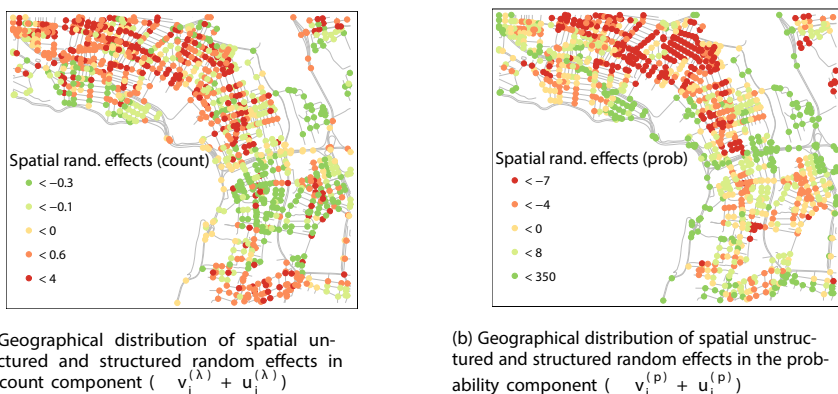 Spatial rand. effects (count)
< −0.3
< −0.1
< 0
< 0.6
< 4
Geographical distribution of spatial un-
ctured and structured random effects in
count component ( v_i^(λ) + u_i^(λ) )
Spatial rand. effects (prob)
< −7
< −4
< 0
< 8
< 350
(b) Geographical distribution of spatial unstruc-
tured and structured random effects in the prob-
ability component ( v_i^(p) + u_i^(p) )